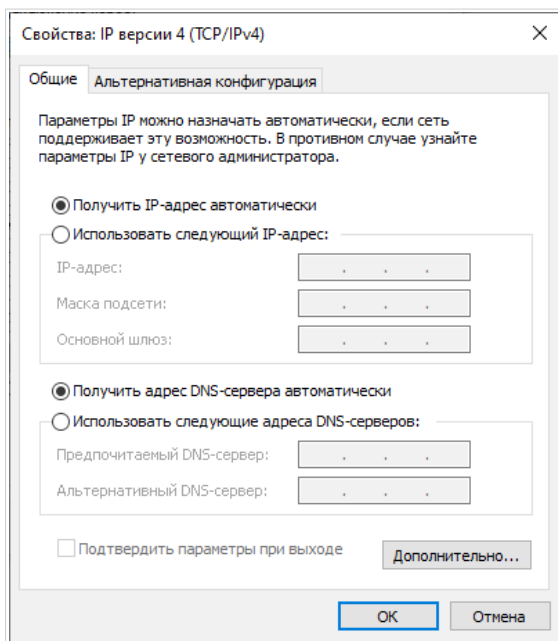 Свойства: IP версии 4 (TCP/IPv4)
Общие
Альтернативная конфигурация
Параметры IP можно назначать автоматически, если сеть
поддерживает эту возможность. В противном случае узнайте
параметры IP у сетевого администратора.
Получить IP-адрес автоматически
Использовать следующий IP-адрес:
IP-адрес:
Маска подсети:
Основной шлюз:
Получить адрес DNS-сервера автоматически
Использовать следующие адреса DNS-серверов:
Предпочитаемый DNS-сервер:
Альтернативный DNS-сервер:
Подтвердить параметры при выходе
Дополнительно...
ОК
Отмена